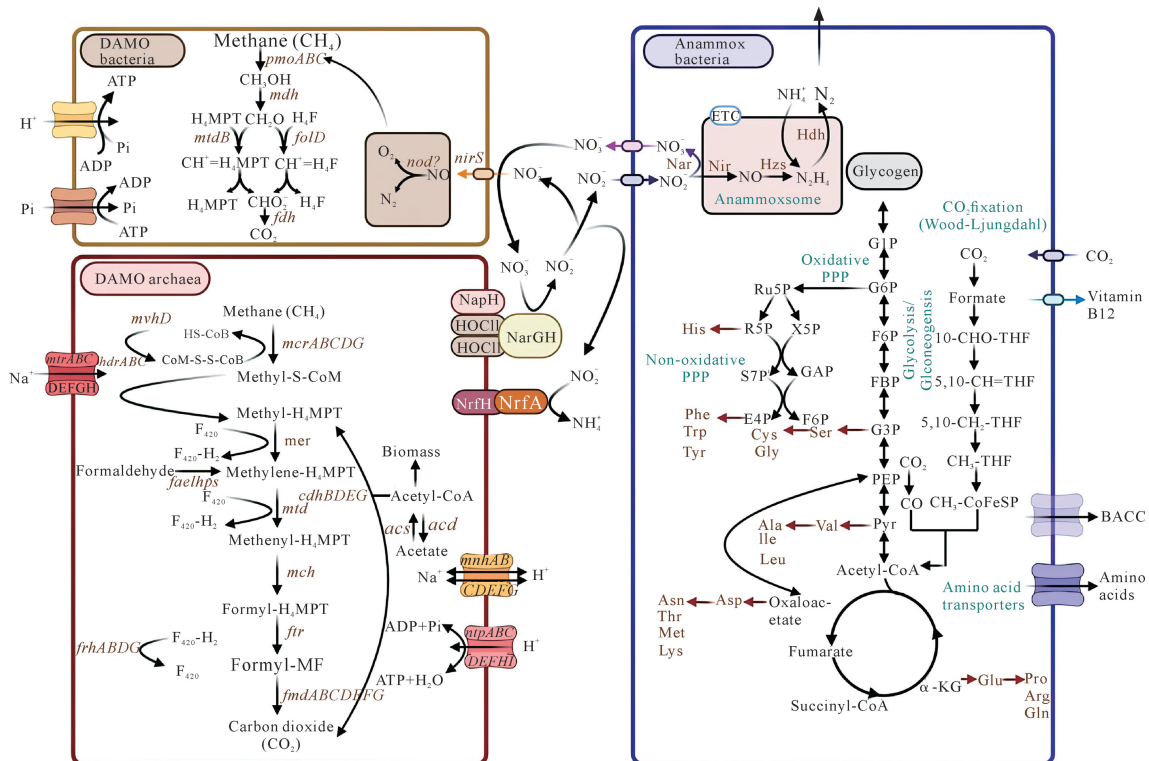 DAMO
bacteria
Methane (CH₄)
pmoABC
CH₃OH
mdh
H₄MPT CH₂O H₄F
mtdB
folD
CH⁺=H₄MPT CH⁺=H₄F
H₄MPT CHO₂⁻ H₄F
fdh
CO₂
ATP
H⁺
Pi
ADP
ADP
Pi
Pi
ATP
O₂
nod?
NO
N₂
nirS
NO₂⁻
NO₃⁻
NO₂⁻
NO₃⁻
NO₂⁻
NapH
HOCII
HOCII
NarGH
NrfH
NrfA
NO₂⁻
NH₄⁺
DAMO archaea
mvhD
Methane (CH₄)
HS-CoB
mcrABCDG
hdrABC
CoM-S-S-CoB
Methyl-S-CoM
mtrABC
DEFGH
Na⁺
Methyl-H₄MPT
F₄₂₀
mer
F₄₂₀-H₂
Formaldehyde
faelhps
Methylene-H₄MPT
F₄₂₀
mtd
F₄₂₀-H₂
Methenyl-H₄MPT
mch
Formyl-H₄MPT
ftr
frhABDG
F₄₂₀-H₂
F₄₂₀
Formyl-MF
fmdABCDEFG
Carbon dioxide
(CO₂)
Biomass
cdhBDEG
Acetyl-CoA
acs
acd
Acetate
Na⁺
mnhAB
CDEFG
H⁺
ADP+Pi
ntpABC
DEFHI
H⁺
ATP+H₂O
Anammox
bacteria
ETC
NH₄⁺ N₂
Hdh
NO₃⁻
Nar
NO₂⁻
Nir
NO
Hzs
N₂H₄
Anammoxsome
Glycogen
CO₂fixation
(Wood-Ljungdahl)
G1P
Oxidative
PPP
Ru5P
G6P
His
R5P
X5P
F6P
Glycolysis/
Glconeogensis
Non-oxidative
PPP
S7P
GAP
FBP
Phe
Trp
Tyr
E4P
F6P
Cys
Gly
Ser
G3P
CO₂
PEP
CO
Ala
lle
Leu
Val
Pyr
Acetyl-CoA
Asn
Thr
Met
Lys
Asp
Oxaloac-
etate
Fumarate
Succinyl-CoA
α-KG
Glu
Pro
Arg
Gln
CO₂
Formate
10-CHO-THF
5,10-CH=THF
5,10-CH₂-THF
CH₃-THF
CH₃-CoFeSP
CO₂
Vitamin
B12
BACC
Amino acid
transporters
Amino
acids